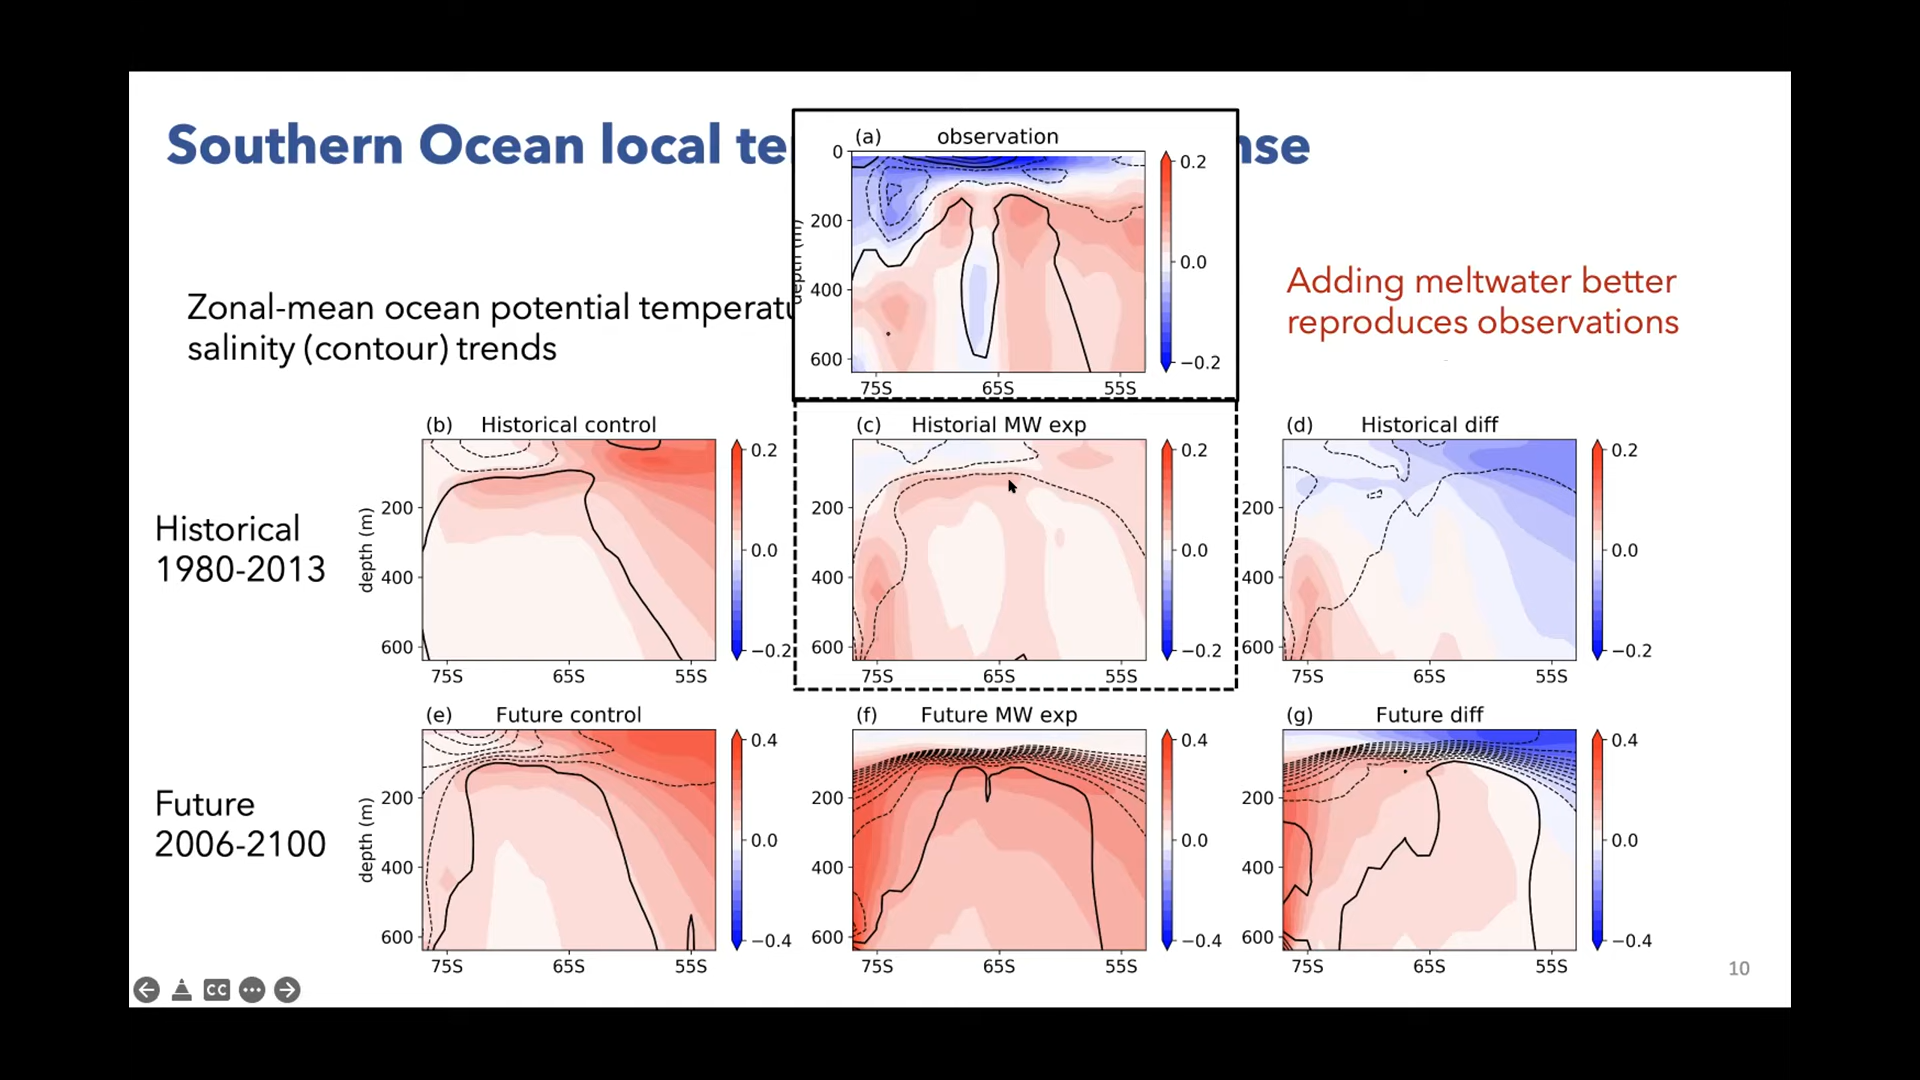 Southern Ocean local te
nse
(a) observation
0
200
400
600
depth (m)
75S 65S 55S
0.2
0.0
−0.2
Zonal-mean ocean potential temperatu
salinity (contour) trends
Adding meltwater better
reproduces observations
Historical
1980-2013
(b) Historical control
depth (m)
200
400
600
75S 65S 55S
0.2
0.0
−0.2
(c) Historial MW exp
200
400
600
75S 65S 55S
0.2
0.0
−0.2
(d) Historical diff
200
400
600
75S 65S 55S
0.2
0.0
−0.2
Future
2006-2100
(e) Future control
depth (m)
200
400
600
75S 65S 55S
0.4
0.0
−0.4
(f) Future MW exp
200
400
600
75S 65S 55S
0.4
0.0
−0.4
(g) Future diff
200
400
600
75S 65S 55S
0.4
0.0
−0.4
CC
10